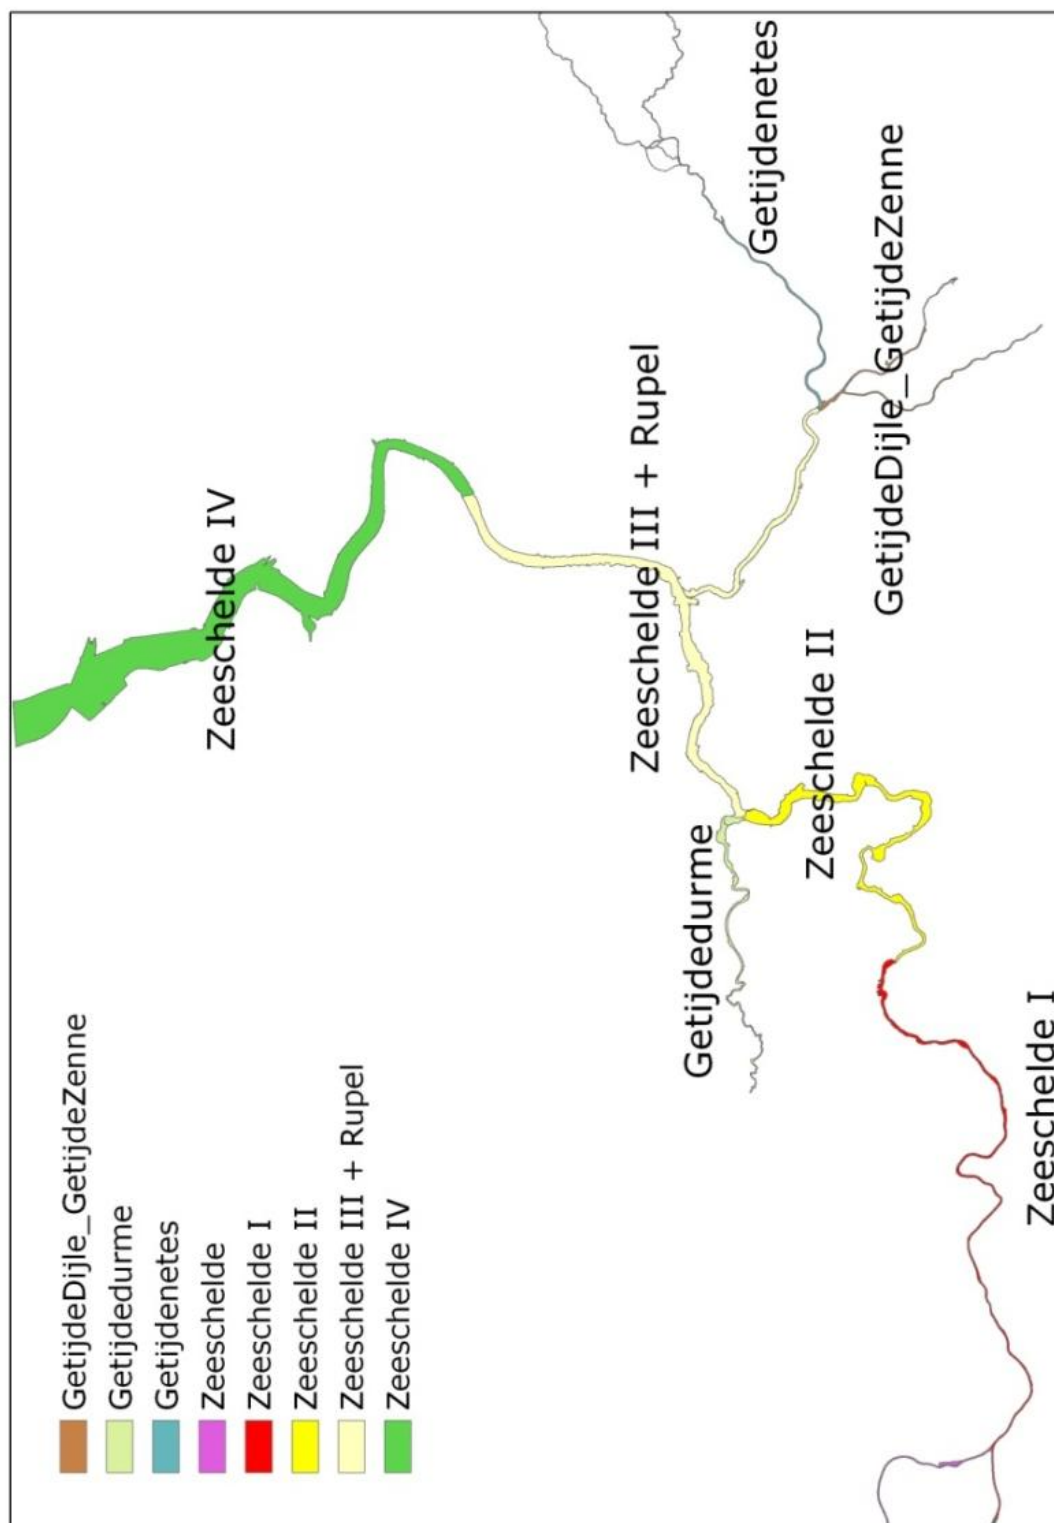 GetijdeDijle_GetijdeZenne
Getijdedurme
Getijdenetes
Zeeschelde
Zeeschelde I
Zeeschelde II
Zeeschelde III + Rupel
Zeeschelde IV
Zeeschelde IV
Getijdenetes
Zeeschelde III + Rupel
GetijdeDijle_GetijdeZenne
Getijdedurme
Zeeschelde II
Zeeschelde I